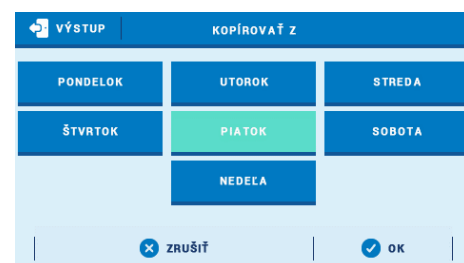 VÝSTUP KOPÍROVAŤ Z
PONDELOK UTOROK STREDA
ŠTVRTOK PIATOK SOBOTA
NEDEĽA
ZRUŠIŤ OK